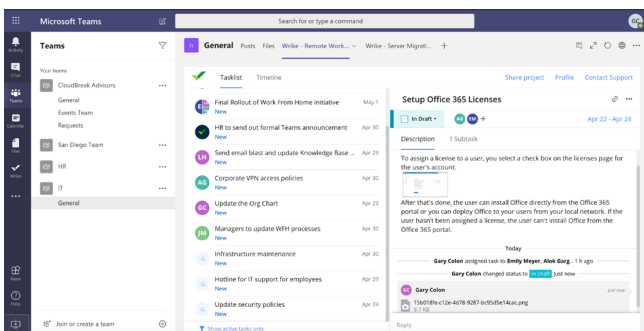 Microsoft Teams
Search for or type a command
GC
Activity
Chat
Teams
Calendar
Files
Wrike
Apps
Help
Teams
Your teams
CloudBreak Advisors
General
Events Team
Requests
San Diego Team
HR
IT
General
Join or create a team
General Posts Files Wrike - Remote Work... Wrike - Server Migrati... +
Tasklist Timeline
Share project Profile Contact Support
Final Rollout of Work From Home initiative May 1
New
HR to send out formal Teams announcement Apr 30
New
LH Send email blast and update Knowledge Base ... Apr 29
New
AG Corporate VPN access policies Apr 30
New
GC Update the Org Chart Apr 23
New
JM Managers to update WFH processes Apr 30
New
Infrastructure maintenance Apr 30
New
Hotline for IT support for employees Apr 29
New
Update security policies Apr 24
New
Show active tasks only
Setup Office 365 Licenses
In Draft AG EM + Apr 22 - Apr 28
Description 1 Subtask
To assign a license to a user, you select a check box on the licenses page for
the user's account.
After that's done, the user can install Office directly from the Office 365
portal or you can deploy Office to your users from your local network. If the
user hasn't been assigned a license, the user can't install Office from the
Office 365 portal.
Today
Gary Colon assigned task to Emily Meyer, Alok Garg . 1 h ago
Gary Colon changed status to In Draft Just now
GC Gary Colon just now
15b018fe-c12e-4d78-9287-bc95d5e14cac.png
9.7 KB
Reply